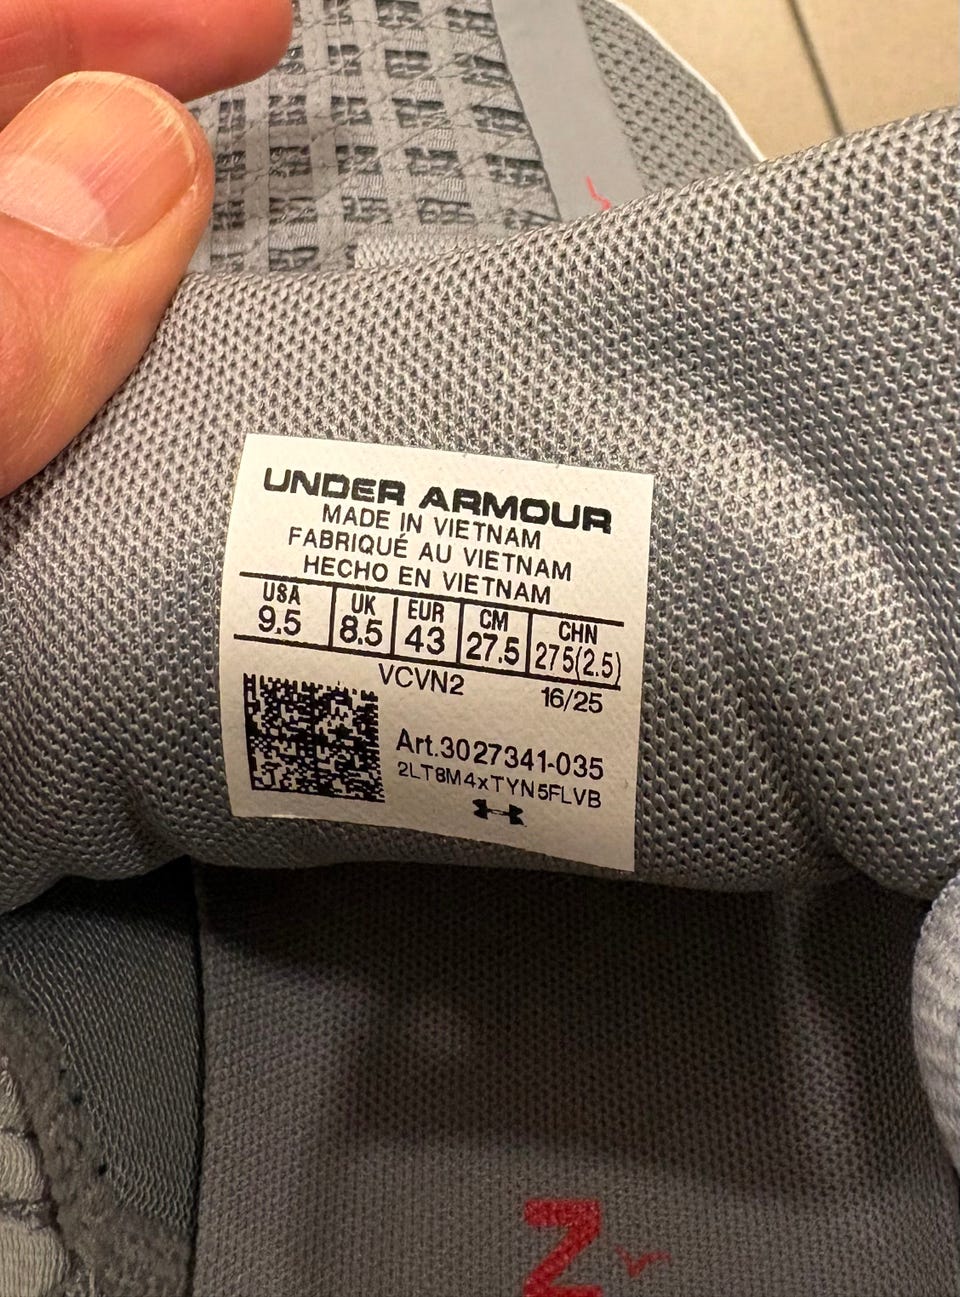 UNDER ARMOUR
MADE IN VIETNAM
FABRIQUÉ AU VIETNAM
HECHO EN VIETNAM
USA UK EUR CM CHN
9.5 8.5 43 27.5 275(2.5)
VCVN2 16/25
Art.3027341-035
2LT8M4xTYN5FLVB
Z